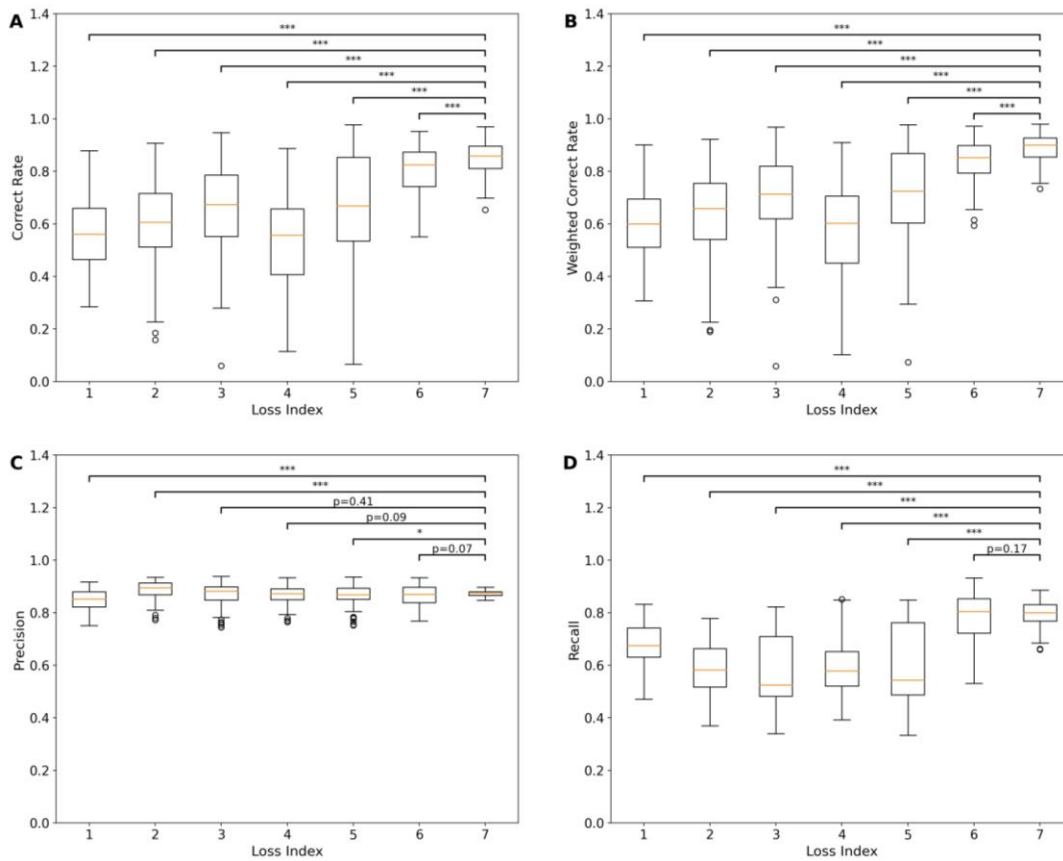 A
Correct Rate
1.4
1.2
1.0
0.8
0.6
0.4
0.2
0.0
***
***
***
***
***
***
1 2 3 4 5 6 7
Loss Index
B
Weighted Correct Rate
1.4
1.2
1.0
0.8
0.6
0.4
0.2
0.0
***
***
***
***
***
***
1 2 3 4 5 6 7
Loss Index
C
Precision
1.4
1.2
1.0
0.8
0.6
0.4
0.2
0.0
***
***
p=0.41
p=0.09
*
p=0.07
1 2 3 4 5 6 7
Loss Index
D
Recall
1.4
1.2
1.0
0.8
0.6
0.4
0.2
0.0
***
***
***
***
***
p=0.17
1 2 3 4 5 6 7
Loss Index